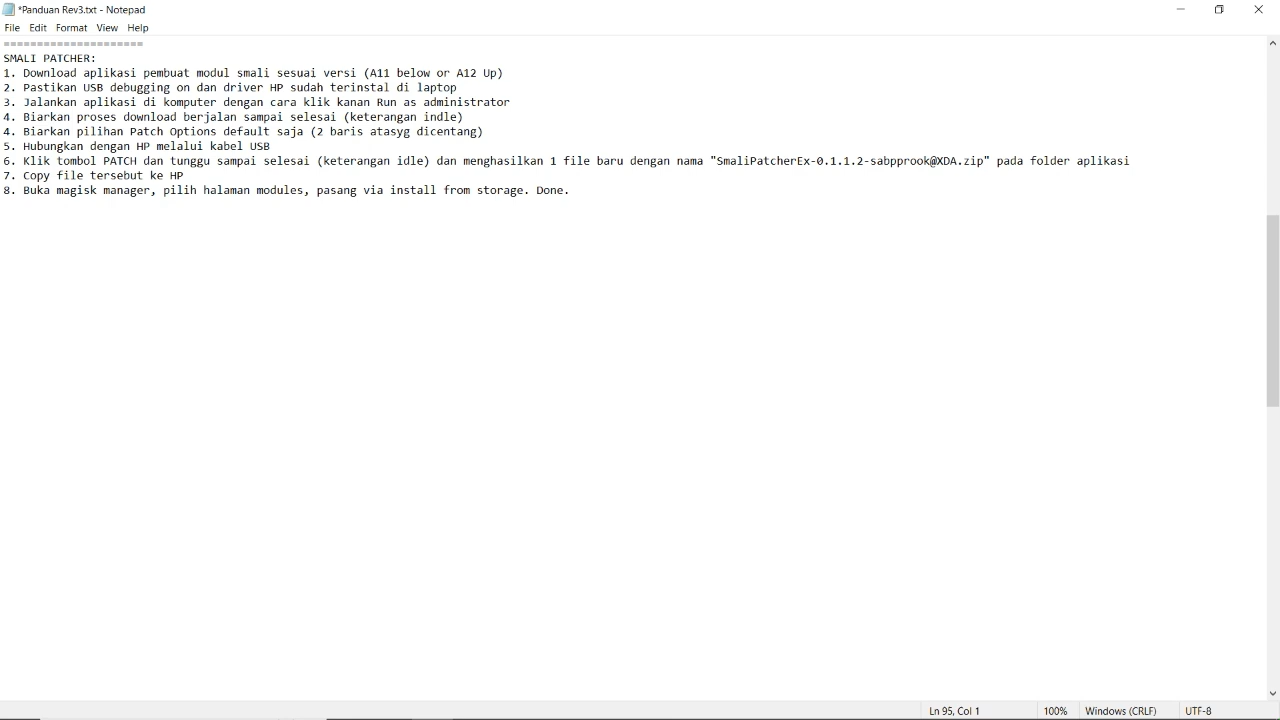 *Panduan Rev3.txt - Notepad
File Edit Format View Help
=====================
SMALI PATCHER:
1. Download aplikasi pembuat modul smali sesuai versi (A11 below or A12 Up)
2. Pastikan USB debugging on dan driver HP sudah terinstal di laptop
3. Jalankan aplikasi di komputer dengan cara klik kanan Run as administrator
4. Biarkan proses download berjalan sampai selesai (keterangan indle)
4. Biarkan pilihan Patch Options default saja (2 baris atasyg dicentang)
5. Hubungkan dengan HP melalui kabel USB
6. Klik tombol PATCH dan tunggu sampai selesai (keterangan idle) dan menghasilkan 1 file baru dengan nama "SmaliPatcherEx-0.1.1.2-sabpprook@XDA.zip" pada folder aplikasi
7. Copy file tersebut ke HP
8. Buka magisk manager, pilih halaman modules, pasang via install from storage. Done.
Ln 95, Col 1 100% Windows (CRLF) UTF-8